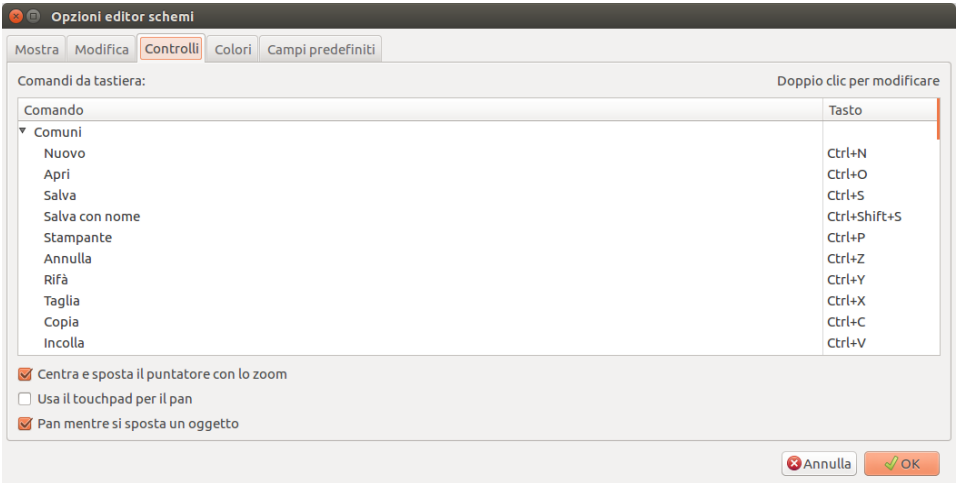 Opzioni editor schemi
Mostra Modifica Controlli Colori Campi predefiniti
Comandi da tastiera: Doppio clic per modificare
Comando Tasto
Comuni
Nuovo Ctrl+N
Apri Ctrl+O
Salva Ctrl+S
Salva con nome Ctrl+Shift+S
Stampante Ctrl+P
Annulla Ctrl+Z
Rifà Ctrl+Y
Taglia Ctrl+X
Copia Ctrl+C
Incolla Ctrl+V
Centra e sposta il puntatore con lo zoom
Usa il touchpad per il pan
Pan mentre si sposta un oggetto
Annulla OK